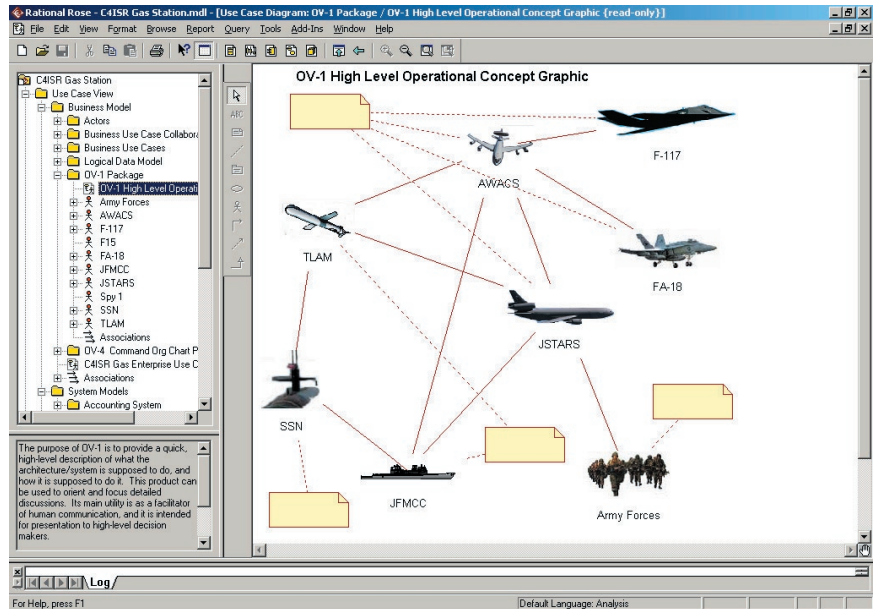 Rational Rose - C4ISR Gas Station.mdl - [Use Case Diagram: OV-1 Package / OV-1 High Level Operational Concept Graphic {read-only}]
File Edit View Format Browse Report Query Tools Add-Ins Window Help
C4ISR Gas Station
Use Case View
Business Model
Actors
Business Use Case Collabora
Business Use Cases
Logical Data Model
OV-1 Package
OV-1 High Level Operati
Army Forces
AWACS
F-117
F15
FA-18
JFMCC
JSTARS
Spy 1
SSN
TLAM
Associations
OV-4 Command Org Chart P
C4ISR Gas Enterprise Use C
Associations
System Models
Accounting System
The purpose of OV-1 is to provide a quick,
high-level description of what the
architecture/system is supposed to do, and
how it is supposed to do it. This product can
be used to orient and focus detailed
discussions. Its main utility is as a facilitator
of human communication, and it is intended
for presentation to high-level decision
makers.
ABC
OV-1 High Level Operational Concept Graphic
F-117
AWACS
TLAM
FA-18
JSTARS
SSN
JFMCC
Army Forces
Log
For Help, press F1
Default Language: Analysis